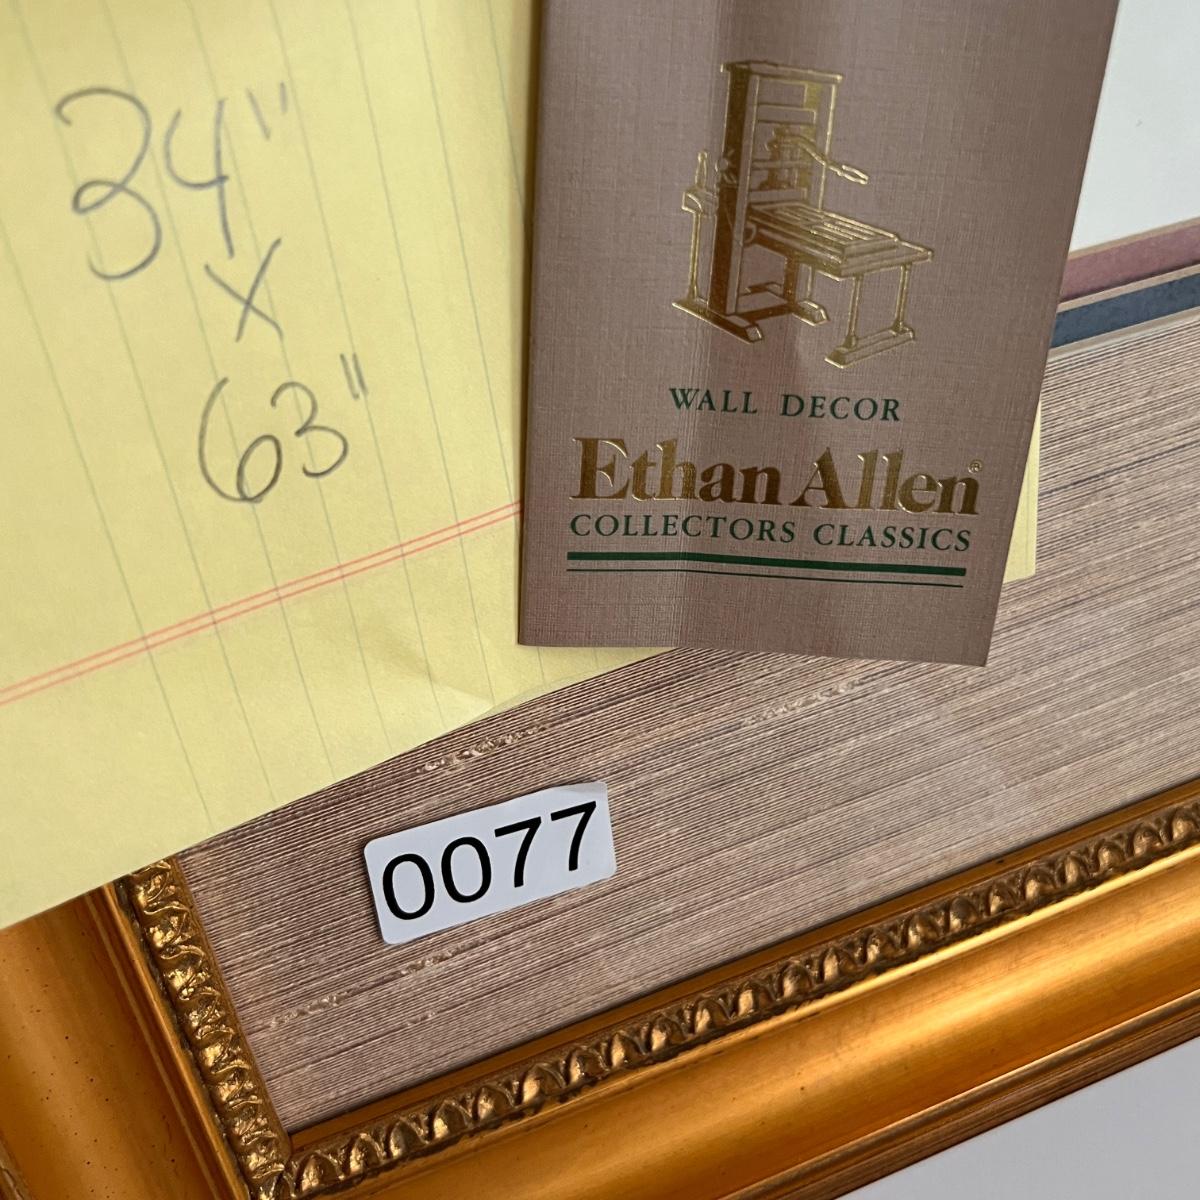 34"
x
63"
WALL DECOR
Ethan Allen®
COLLECTORS CLASSICS
0077